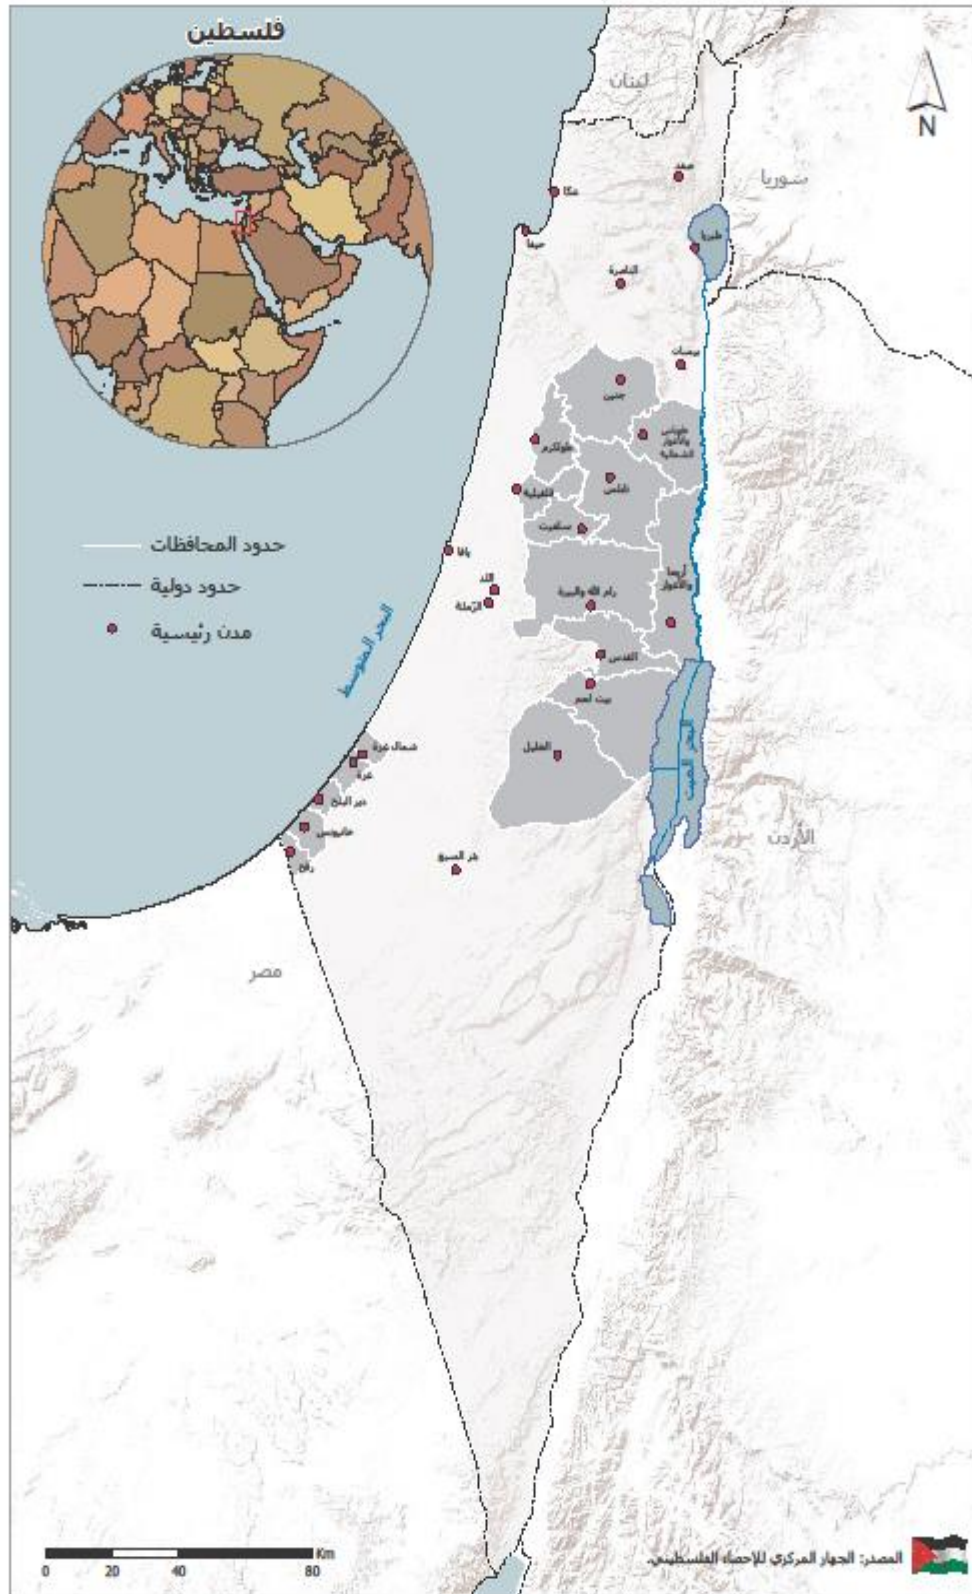 فلسطين
لبنان
N
سوريا
صفد
عكا
حيفا
طبريا
الناصرة
بيسان
جنين
طوباس
والأغوار
الشمالية
طولكرم
نابلس
قلقيلية
سلفيت
حدود المحافظات
حدود دولية
مدن رئيسية
يافا
اللد
الرملة
أريحا
والأغوار
رام الله والبيرة
البحر المتوسط
القدس
بيت لحم
الخليل
البحر الميت
شمال غزة
غزة
دير البلح
خانيونس
رفح
بئر السبع
الأردن
مصر
Km
0 20 40 80
المصدر: الجهاز المركزي للإحصاء الفلسطيني.